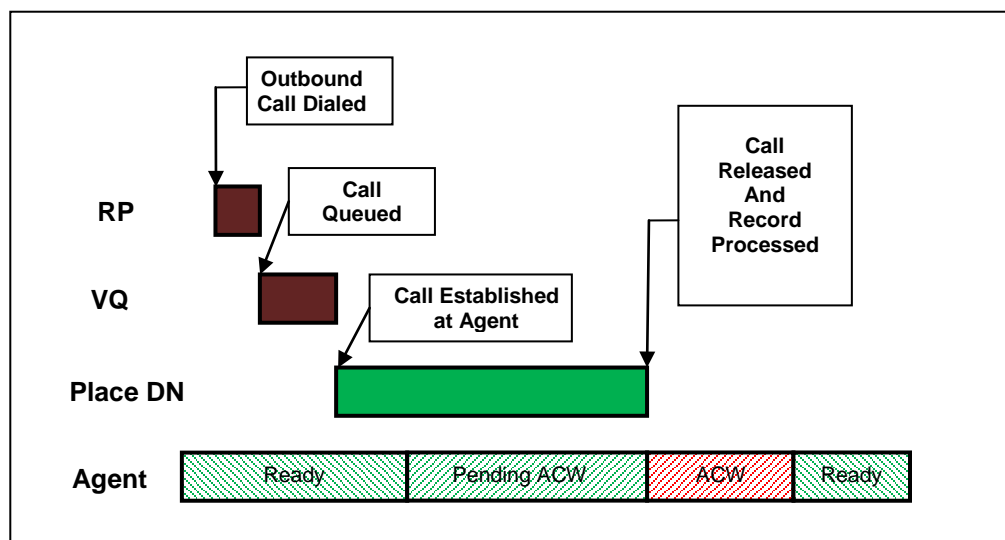 Outbound
Call Dialed
RP
Call
Queued
Call
Released
And
Record
Processed
VQ
Call Established
at Agent
Place DN
Agent
Ready
Pending ACW
ACW
Ready